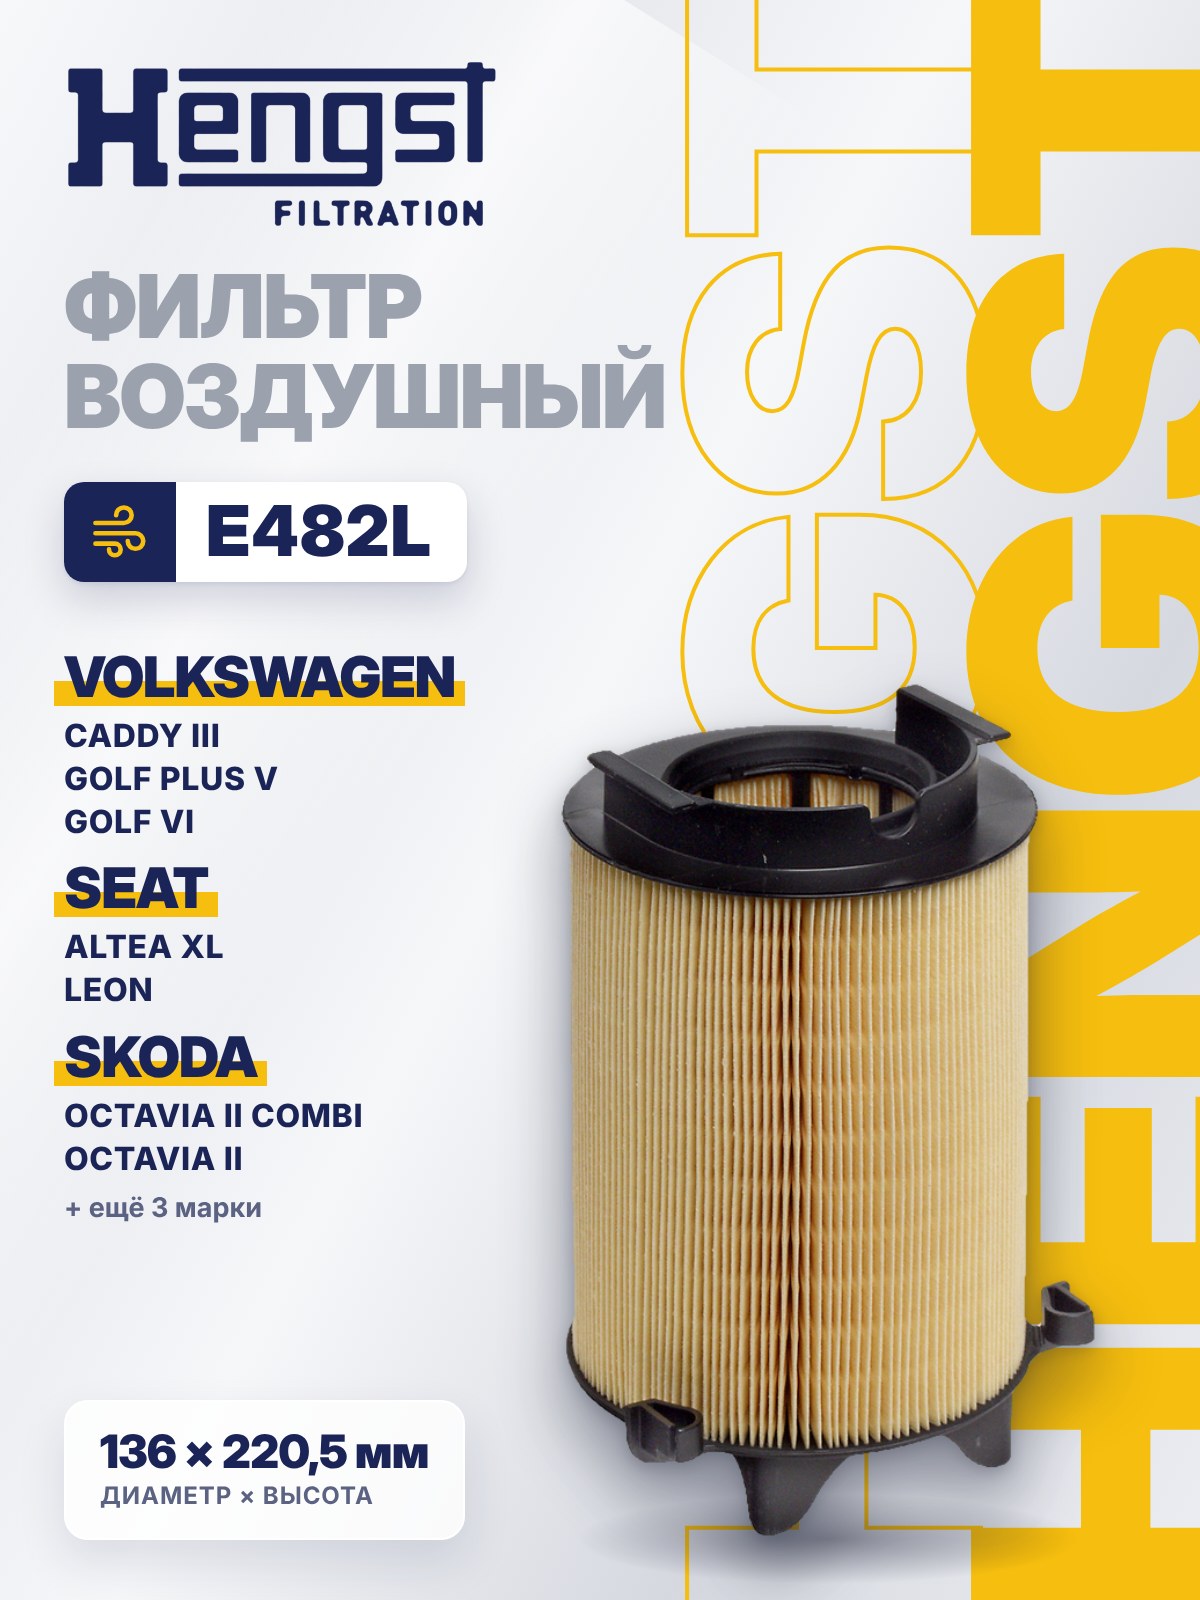 Hengst
FILTRATION
ФИЛЬТР
ВОЗДУШНЫЙ
E482L
VOLKSWAGEN
CADDY III
GOLF PLUS V
GOLF VI
SEAT
ALTEA XL
LEON
SKODA
OCTAVIA II COMBI
OCTAVIA II
+ ещё 3 марки
136 × 220,5 мм
ДИАМЕТР × ВЫСОТА
HENGST
HENGST